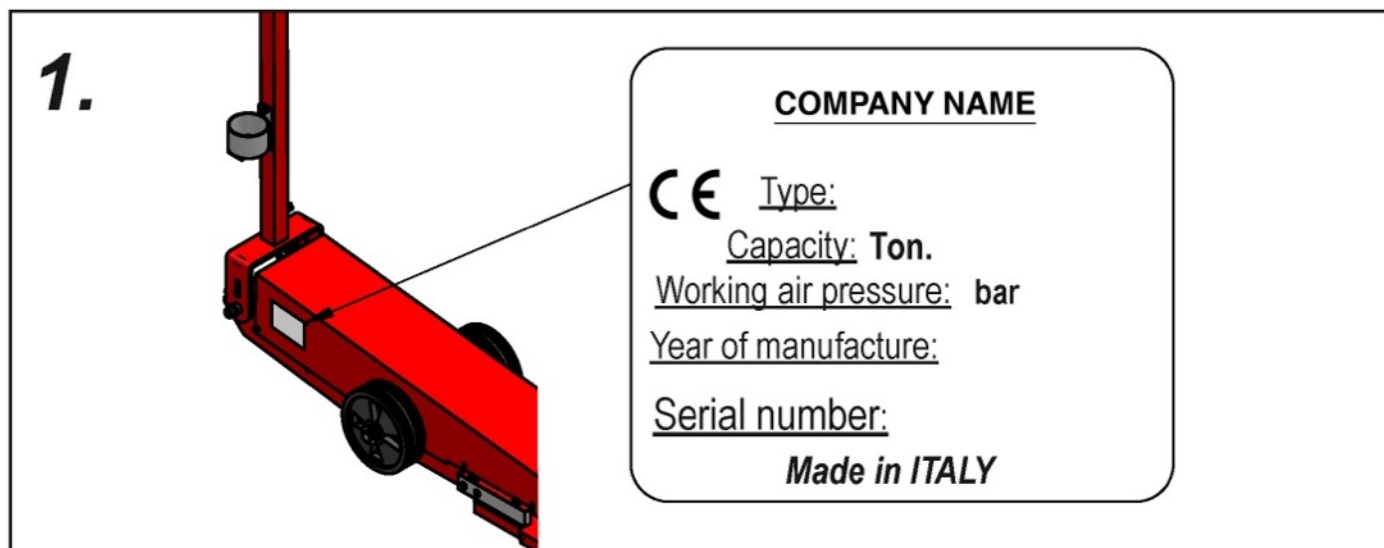 1.
COMPANY NAME
CE Type:
Capacity: Ton.
Working air pressure: bar
Year of manufacture:
Serial number:
Made in ITALY